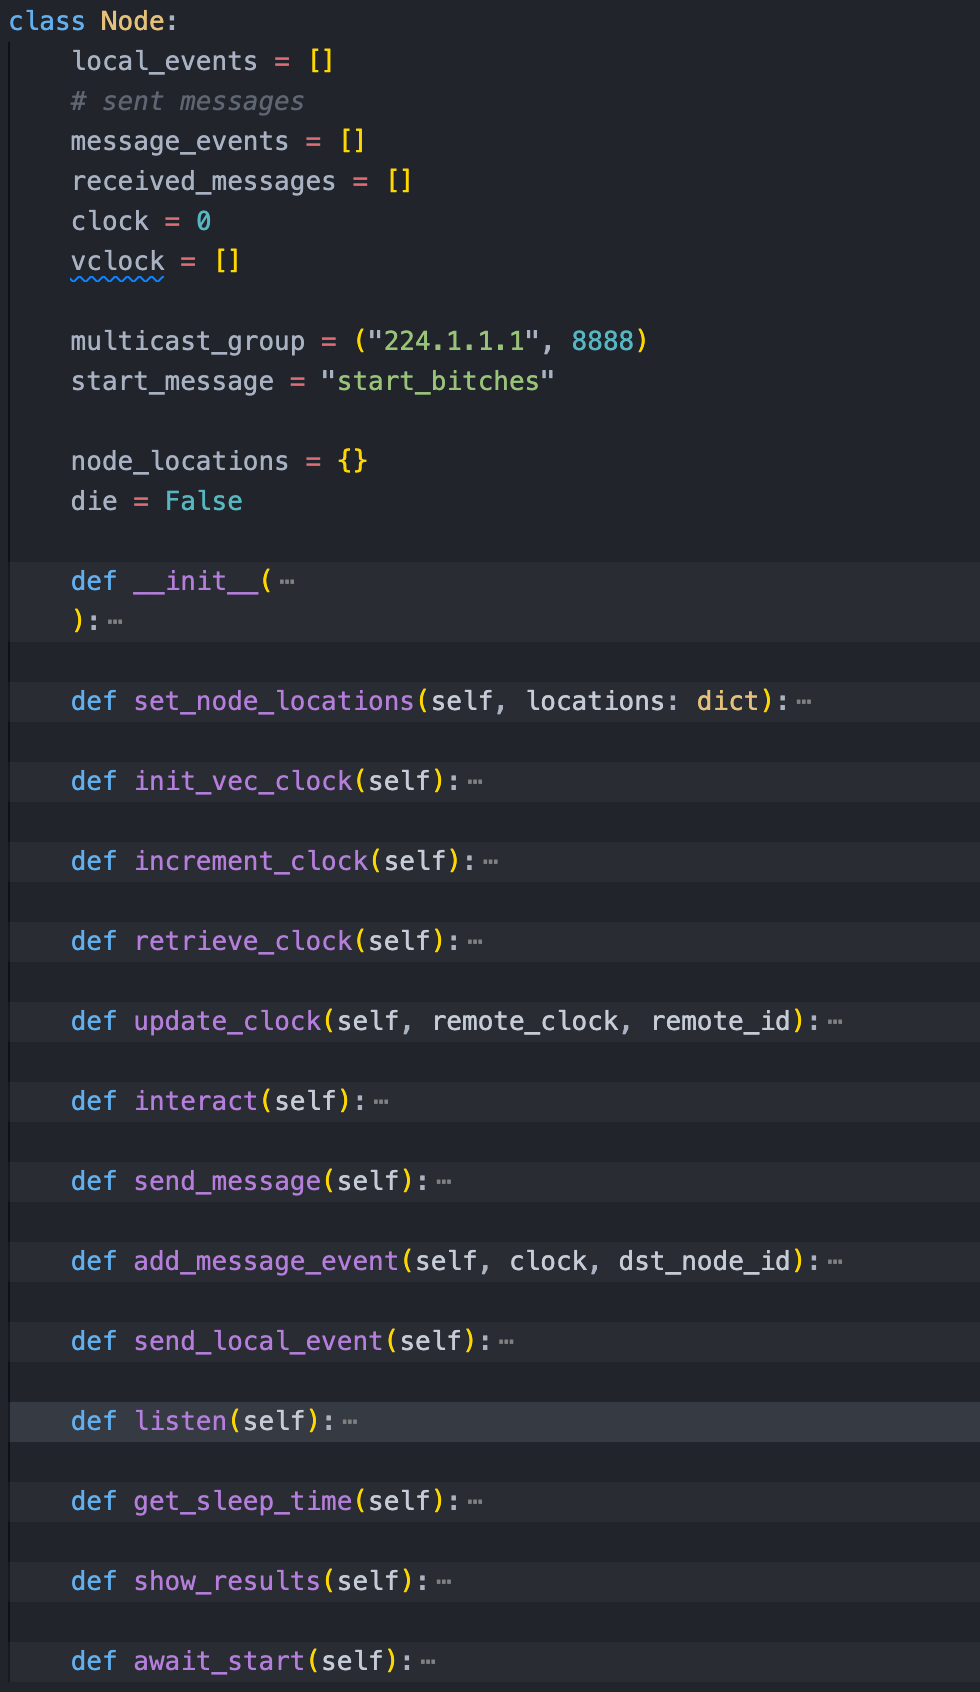 class Node:
local_events = []
# sent messages
message_events = []
received_messages = []
clock = 0
vclock = []
multicast_group = ("224.1.1.1", 8888)
start_message = "start_bitches"
node_locations = {}
die = False
def __init__( ⋯
): ⋯
def set_node_locations(self, locations: dict): ⋯
def init_vec_clock(self): ⋯
def increment_clock(self): ⋯
def retrieve_clock(self): ⋯
def update_clock(self, remote_clock, remote_id): ⋯
def interact(self): ⋯
def send_message(self): ⋯
def add_message_event(self, clock, dst_node_id): ⋯
def send_local_event(self): ⋯
def listen(self): ⋯
def get_sleep_time(self): ⋯
def show_results(self): ⋯
def await_start(self): ⋯